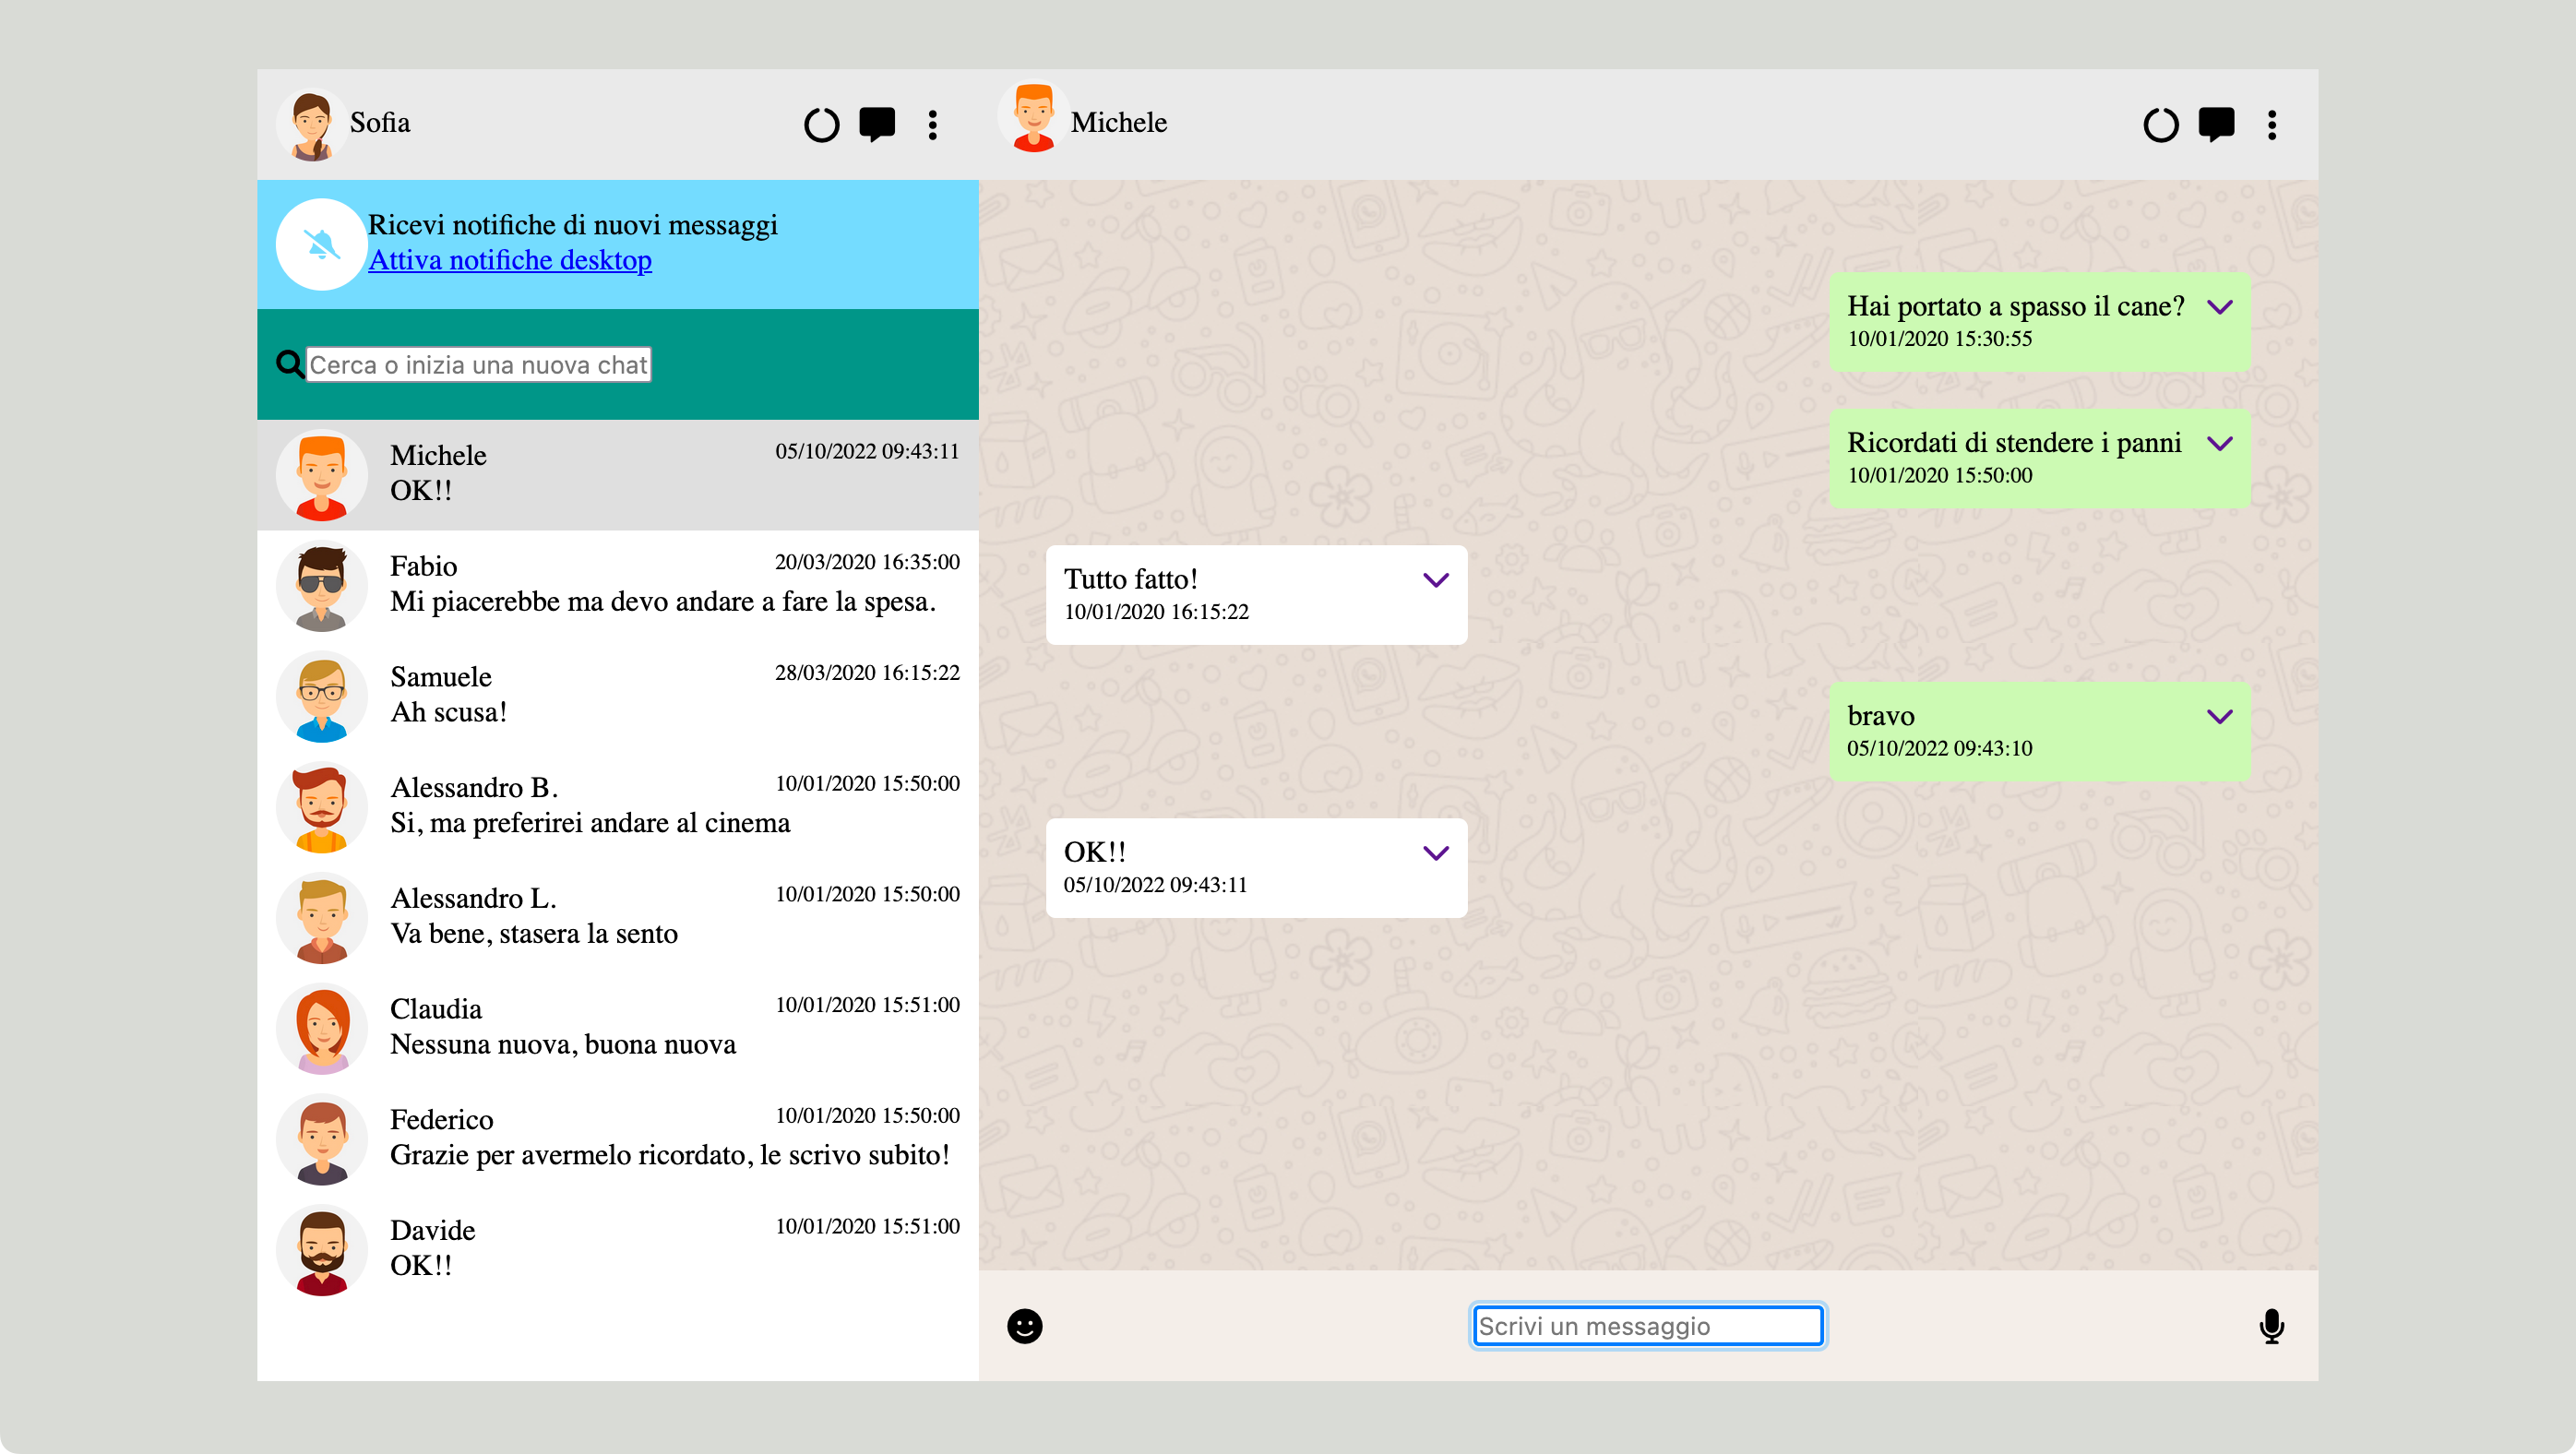 Sofia
Ricevi notifiche di nuovi messaggi
Attiva notifiche desktop
Cerca o inizia una nuova chat
Michele
05/10/2022 09:43:11
OK!!
Fabio
20/03/2020 16:35:00
Mi piacerebbe ma devo andare a fare la spesa.
Samuele
28/03/2020 16:15:22
Ah scusa!
Alessandro B.
10/01/2020 15:50:00
Si, ma preferirei andare al cinema
Alessandro L.
10/01/2020 15:50:00
Va bene, stasera la sento
Claudia
10/01/2020 15:51:00
Nessuna nuova, buona nuova
Federico
10/01/2020 15:50:00
Grazie per avermelo ricordato, le scrivo subito!
Davide
10/01/2020 15:51:00
OK!!
Michele
Hai portato a spasso il cane?
10/01/2020 15:30:55
Ricordati di stendere i panni
10/01/2020 15:50:00
Tutto fatto!
10/01/2020 16:15:22
bravo
05/10/2022 09:43:10
OK!!
05/10/2022 09:43:11
Scrivi un messaggio